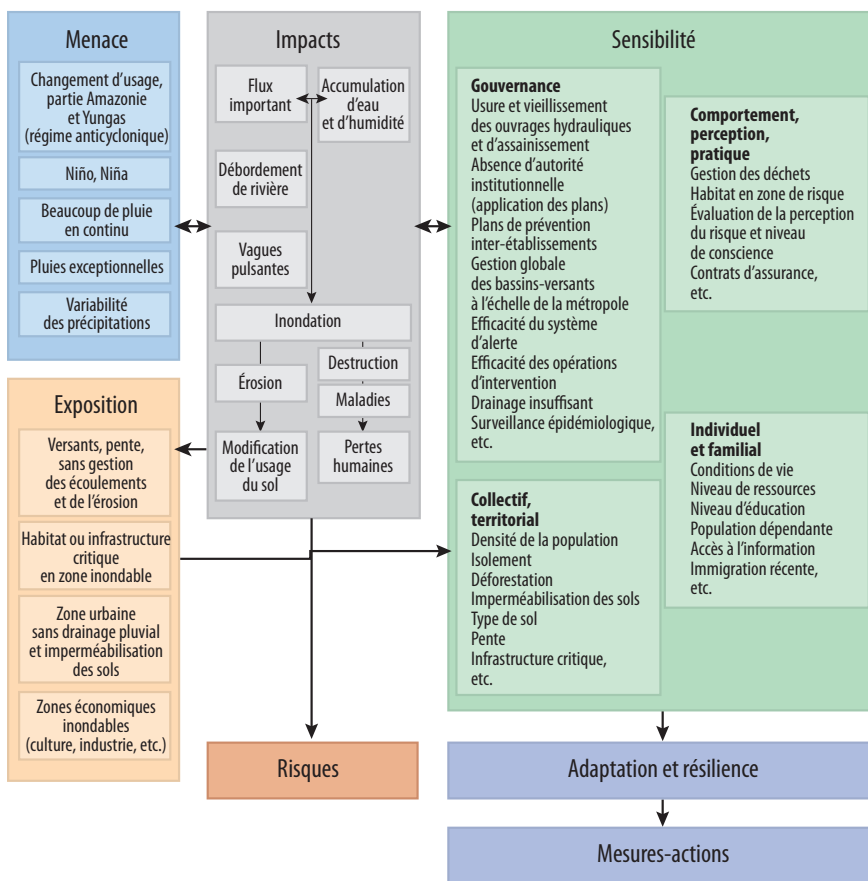 Menace
Changement d'usage,
partie Amazonie
et Yungas
(régime anticyclonique)
Niño, Niña
Beaucoup de pluie
en continu
Pluies exceptionnelles
Variabilité
des précipitations
Exposition
Versants, pente,
sans gestion
des écoulements
et de l'érosion
Habitat ou infrastructure
critique
en zone inondable
Zone urbaine
sans drainage pluvial
et imperméabilisation
des sols
Zones économiques
inondables
(culture, industrie, etc.)
Impacts
Flux
important
Accumulation
d'eau
et d'humidité
Débordement
de rivière
Vagues
pulsantes
Inondation
Érosion
Modification
de l'usage
du sol
Destruction
Maladies
Pertes
humaines
Risques
Sensibilité
Gouvernance
Usure et vieillissement
des ouvrages hydrauliques
et d'assainissement
Absence d'autorité
institutionnelle
(application des plans)
Plans de prévention
inter-établissements
Gestion globale
des bassins-versants
à l'échelle de la métropole
Efficacité du système
d'alerte
Efficacité des opérations
d'intervention
Drainage insuffisant
Surveillance épidémiologique,
etc.
Collectif,
territorial
Densité de la population
Isolement
Déforestation
Imperméabilisation des sols
Type de sol
Pente
Infrastructure critique,
etc.
Comportement,
perception,
pratique
Gestion des déchets
Habitat en zone de risque
Évaluation de la perception
du risque et niveau
de conscience
Contrats d'assurance,
etc.
Individuel
et familial
Conditions de vie
Niveau de ressources
Niveau d'éducation
Population dépendante
Accès à l'information
Immigration récente,
etc.
Adaptation et résilience
Mesures-actions